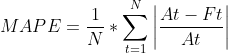 MAPE = \frac{1}{N} * \sum_{t=1}^{N} \left| \frac{At - Ft}{At} \right|